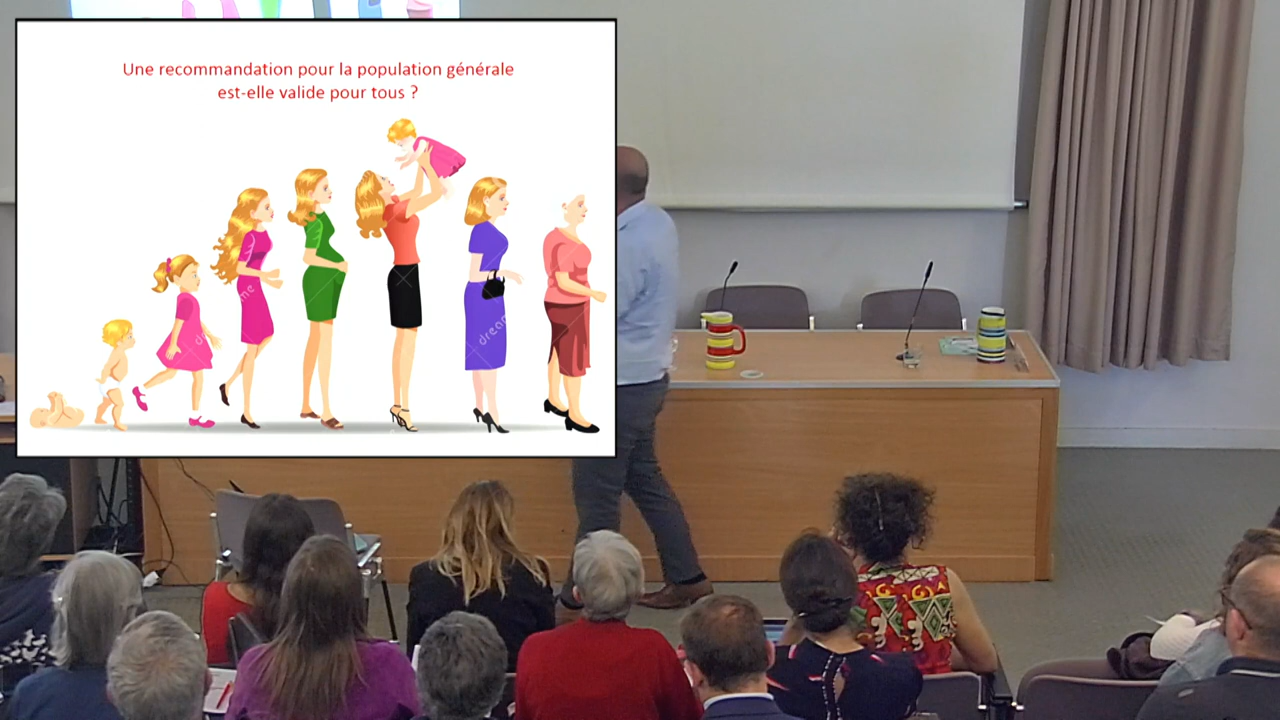 Une recommandation pour la population générale
est-elle valide pour tous ?